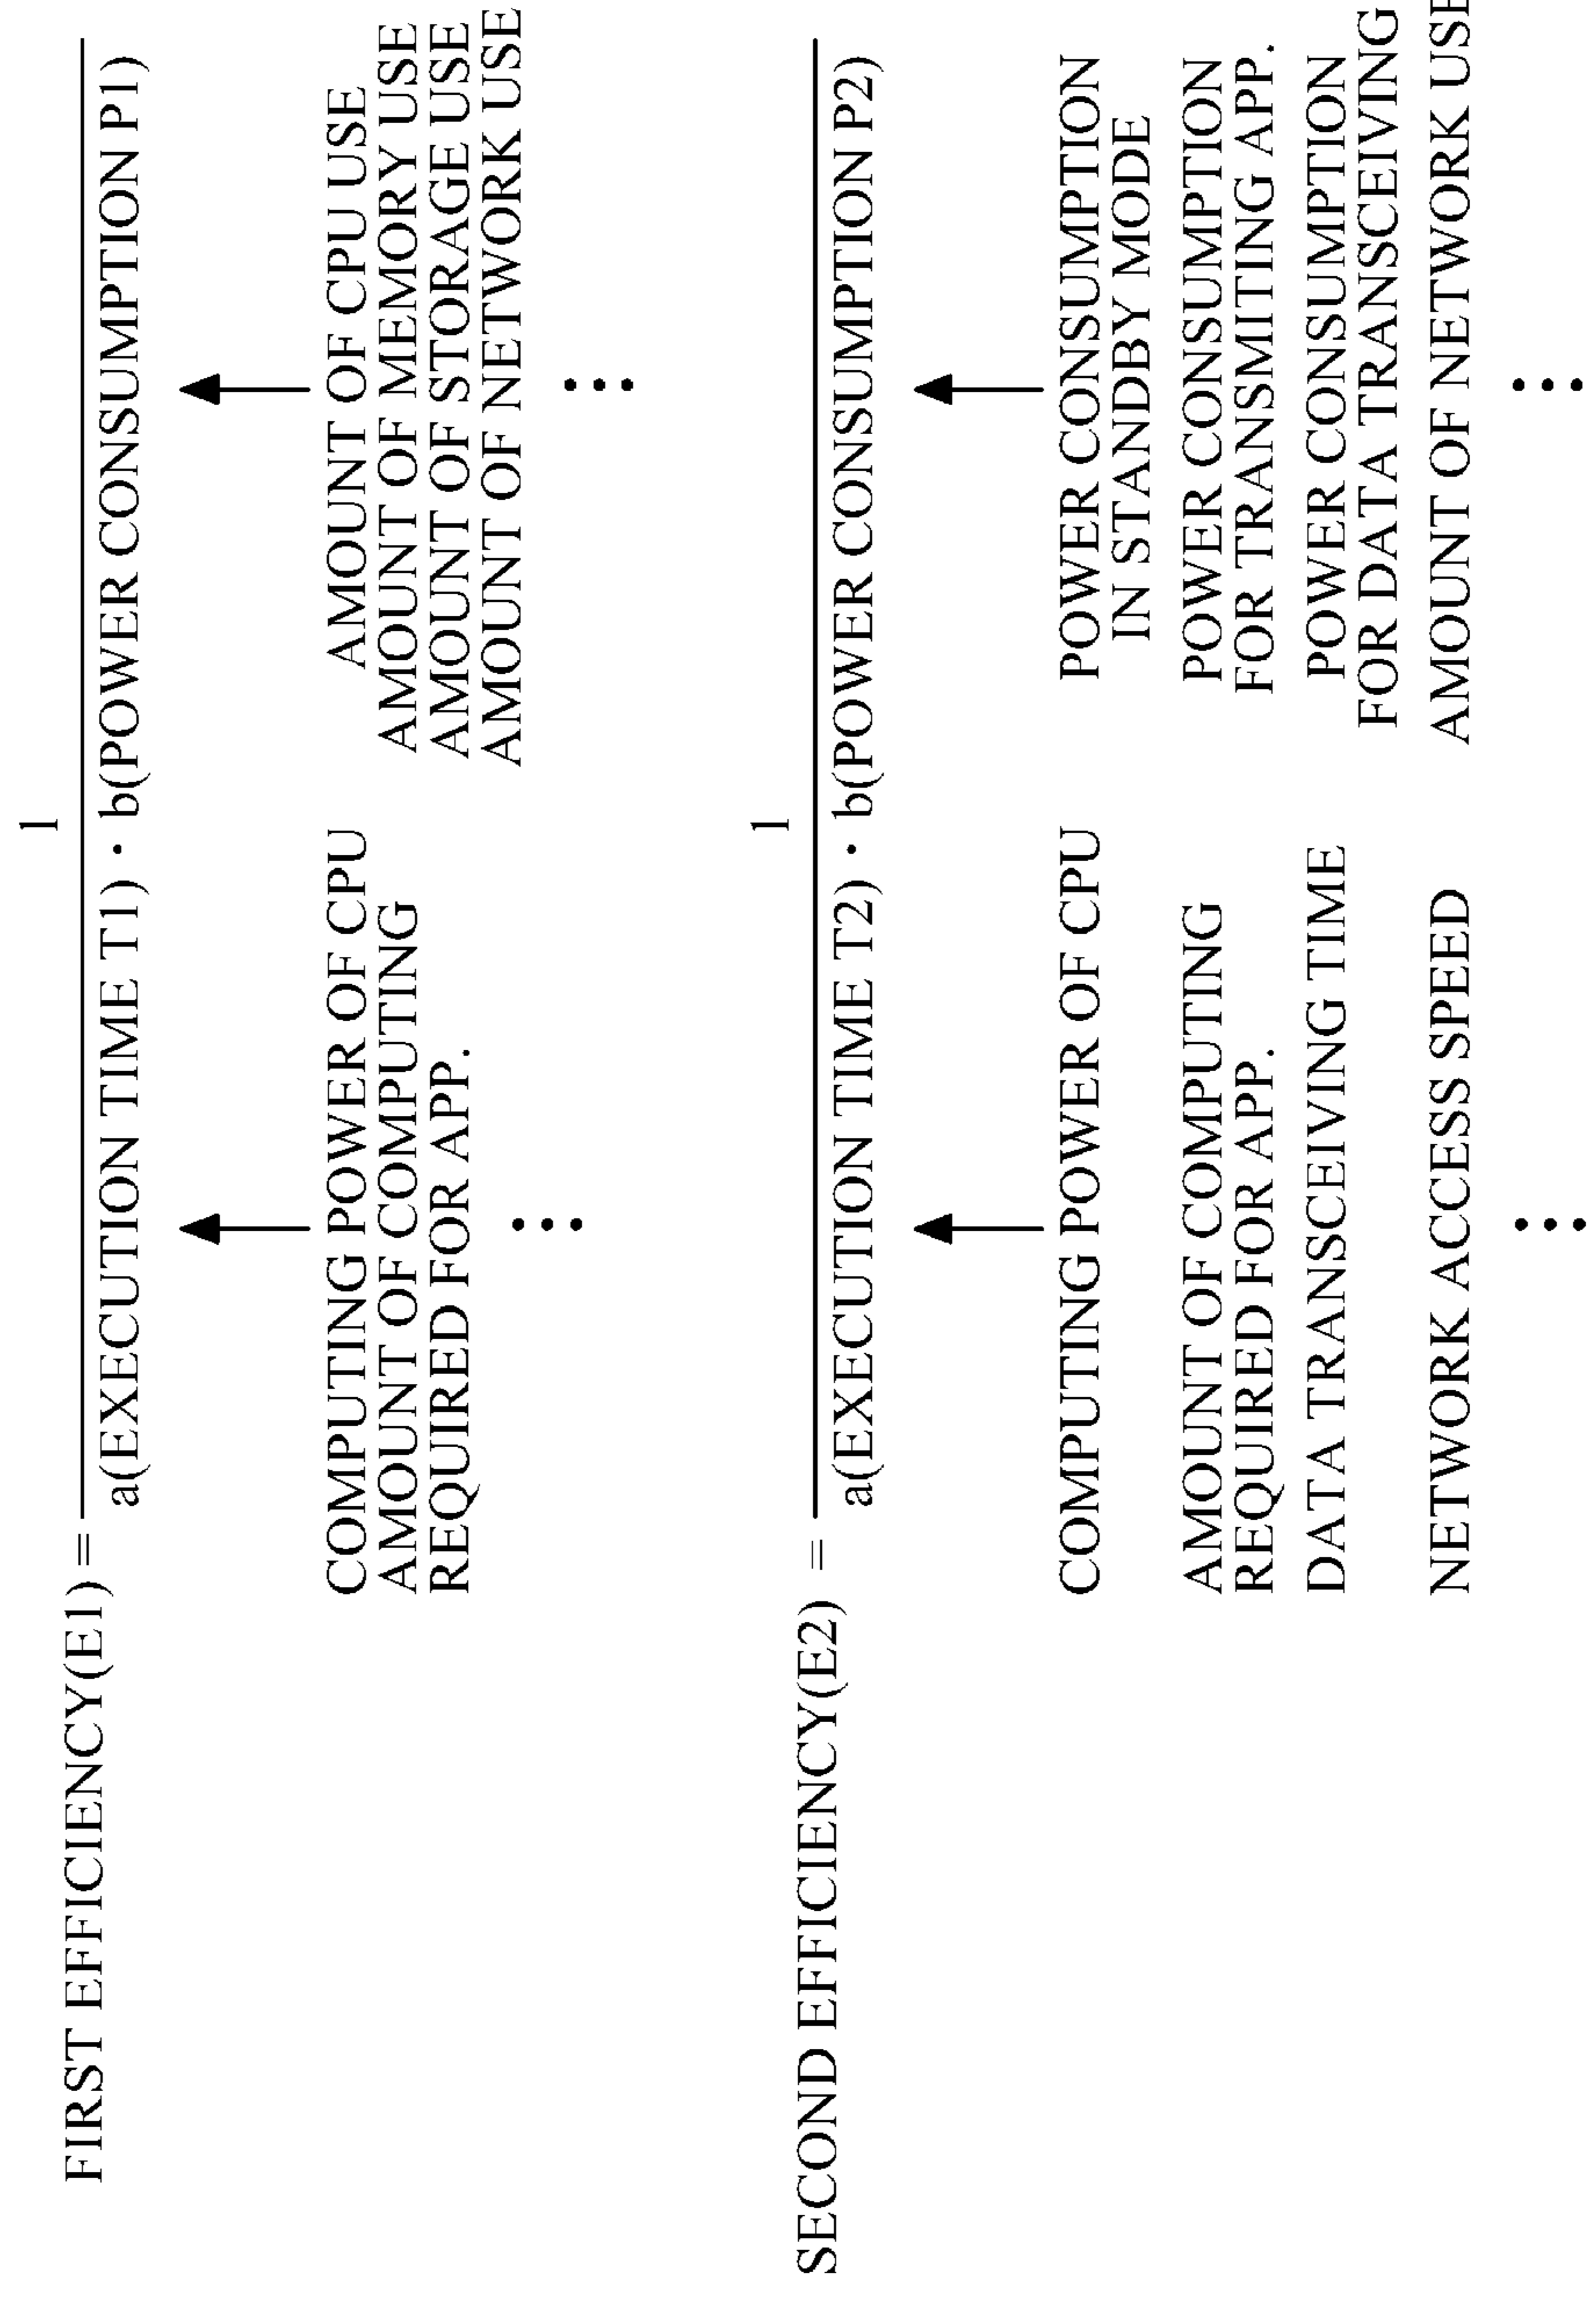 1
FIRST EFFICIENCY(E1) =
a(EXECUTION TIME T1) · b(POWER CONSUMPTION P1)
COMPUTING POWER OF CPU
AMOUNT OF COMPUTING
REQUIRED FOR APP.
⋮
AMOUNT OF CPU USE
AMOUNT OF MEMORY USE
AMOUNT OF STORAGE USE
AMOUNT OF NETWORK USE
⋮
1
SECOND EFFICIENCY(E2) =
a(EXECUTION TIME T2) · b(POWER CONSUMPTION P2)
COMPUTING POWER OF CPU
AMOUNT OF COMPUTING
REQUIRED FOR APP.
DATA TRANSCEIVING TIME
NETWORK ACCESS SPEED
⋮
POWER CONSUMPTION
IN STANDBY MODE
POWER CONSUMPTION
FOR TRANSMITING APP.
POWER CONSUMPTION
FOR DATA TRANSCEIVING
AMOUNT OF NETWORK USE
⋮